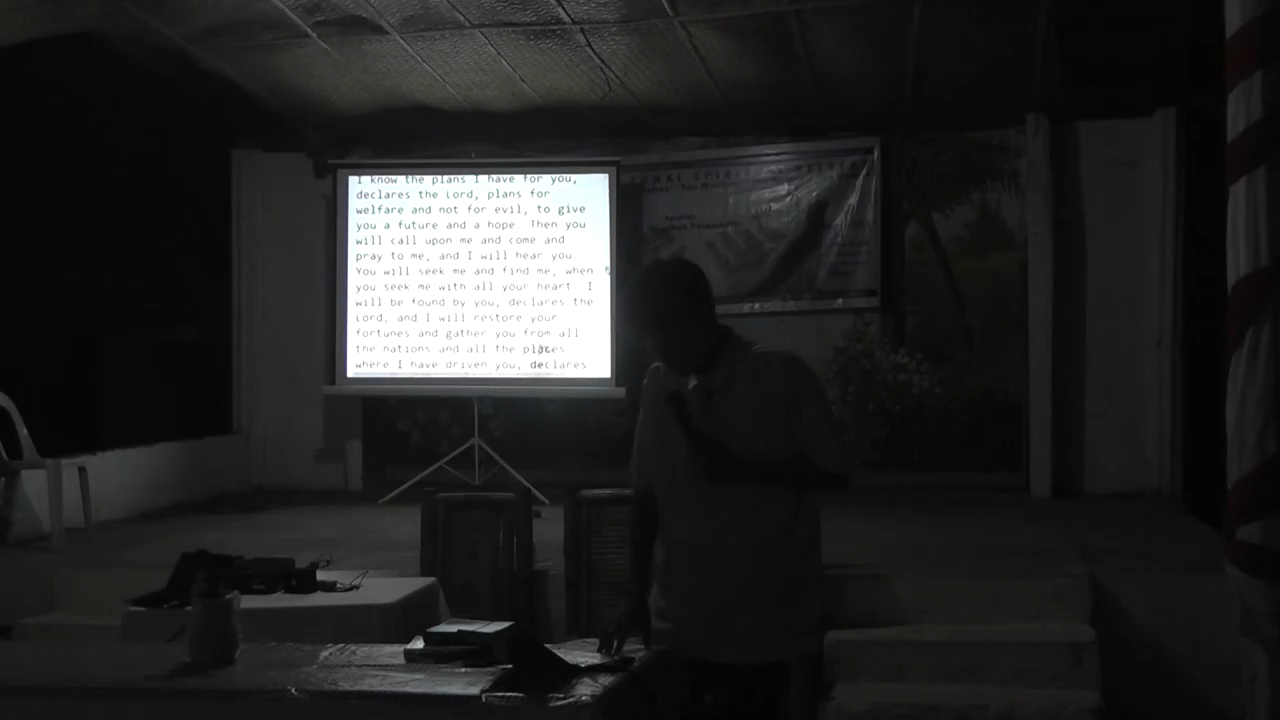 I know the plans I have for you,
declares the Lord, plans for
welfare and not for evil, to give
you a future and a hope. Then you
will call upon me and come and
pray to me, and I will hear you.
You will seek me and find me, when
you seek me with all your heart. I
will be found by you, declares the
Lord, and I will restore your
fortunes and gather you from all
the nations and all the places
where I have driven you, declares